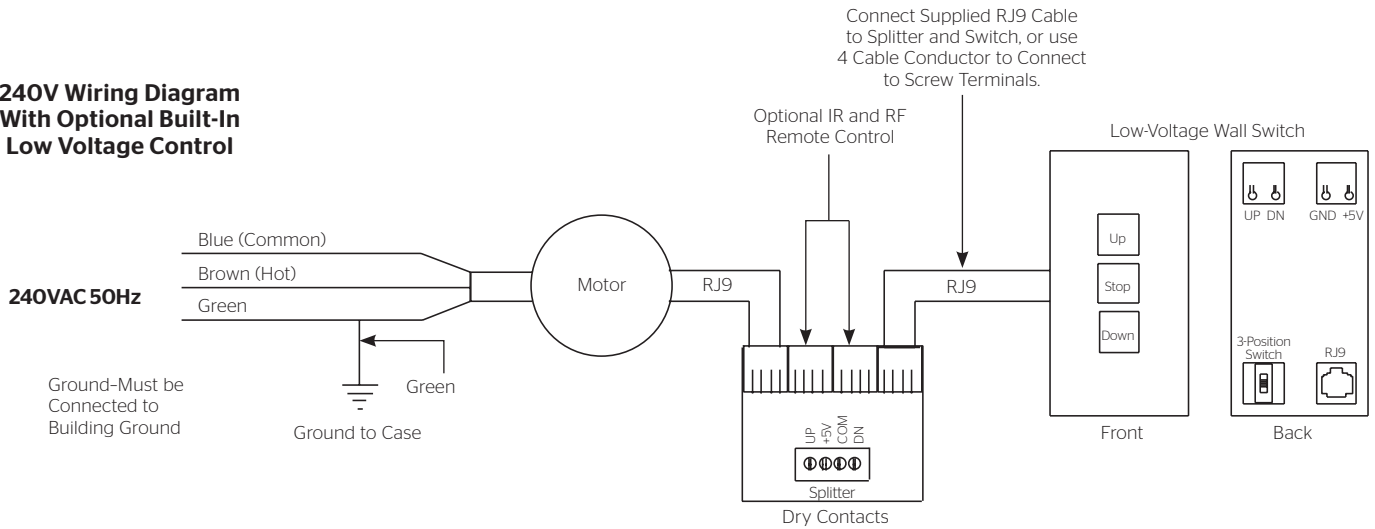 240V Wiring Diagram
With Optional Built-In
Low Voltage Control
Connect Supplied RJ9 Cable
to Splitter and Switch, or use
4 Cable Conductor to Connect
to Screw Terminals.
Optional IR and RF
Remote Control
Low-Voltage Wall Switch
240VAC 50Hz
Blue (Common)
Brown (Hot)
Green
Motor
RJ9
RJ9
Up
Stop
Down
UP DN
GND +5V
3-Position
Switch
RJ9
Ground-Must be
Connected to
Building Ground
Green
Ground to Case
UP
+5V
COM
DN
Splitter
Dry Contacts
Front
Back